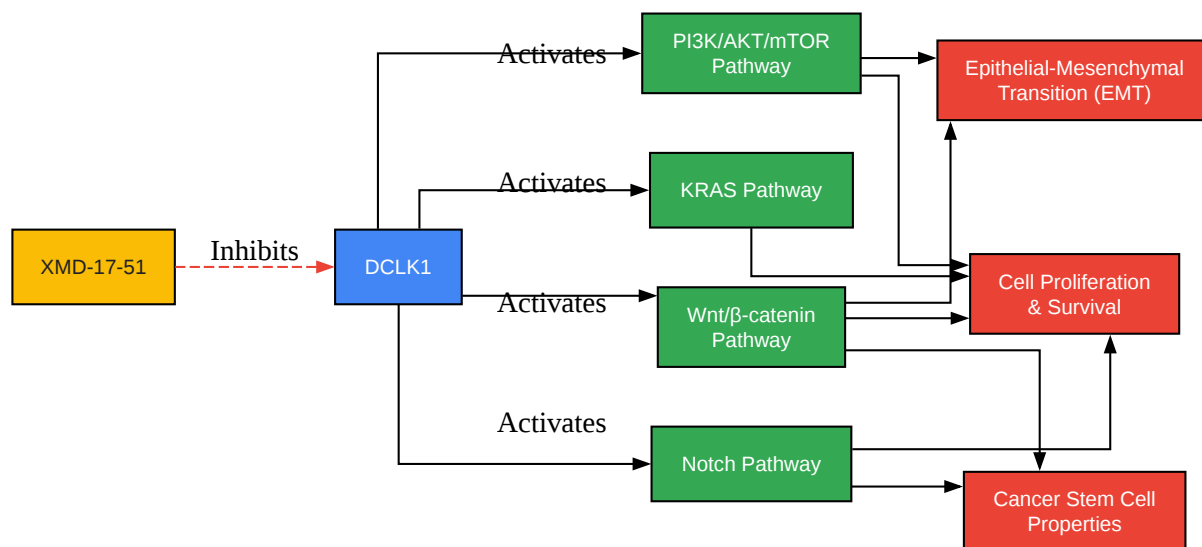 Activates
PI3K/AKT/mTOR
Pathway
Epithelial-Mesenchymal
Transition (EMT)
Activates
KRAS Pathway
XMD-17-51
Inhibits
DCLK1
Activates
Wnt/β-catenin
Pathway
Cell Proliferation
& Survival
Activates
Notch Pathway
Cancer Stem Cell
Properties